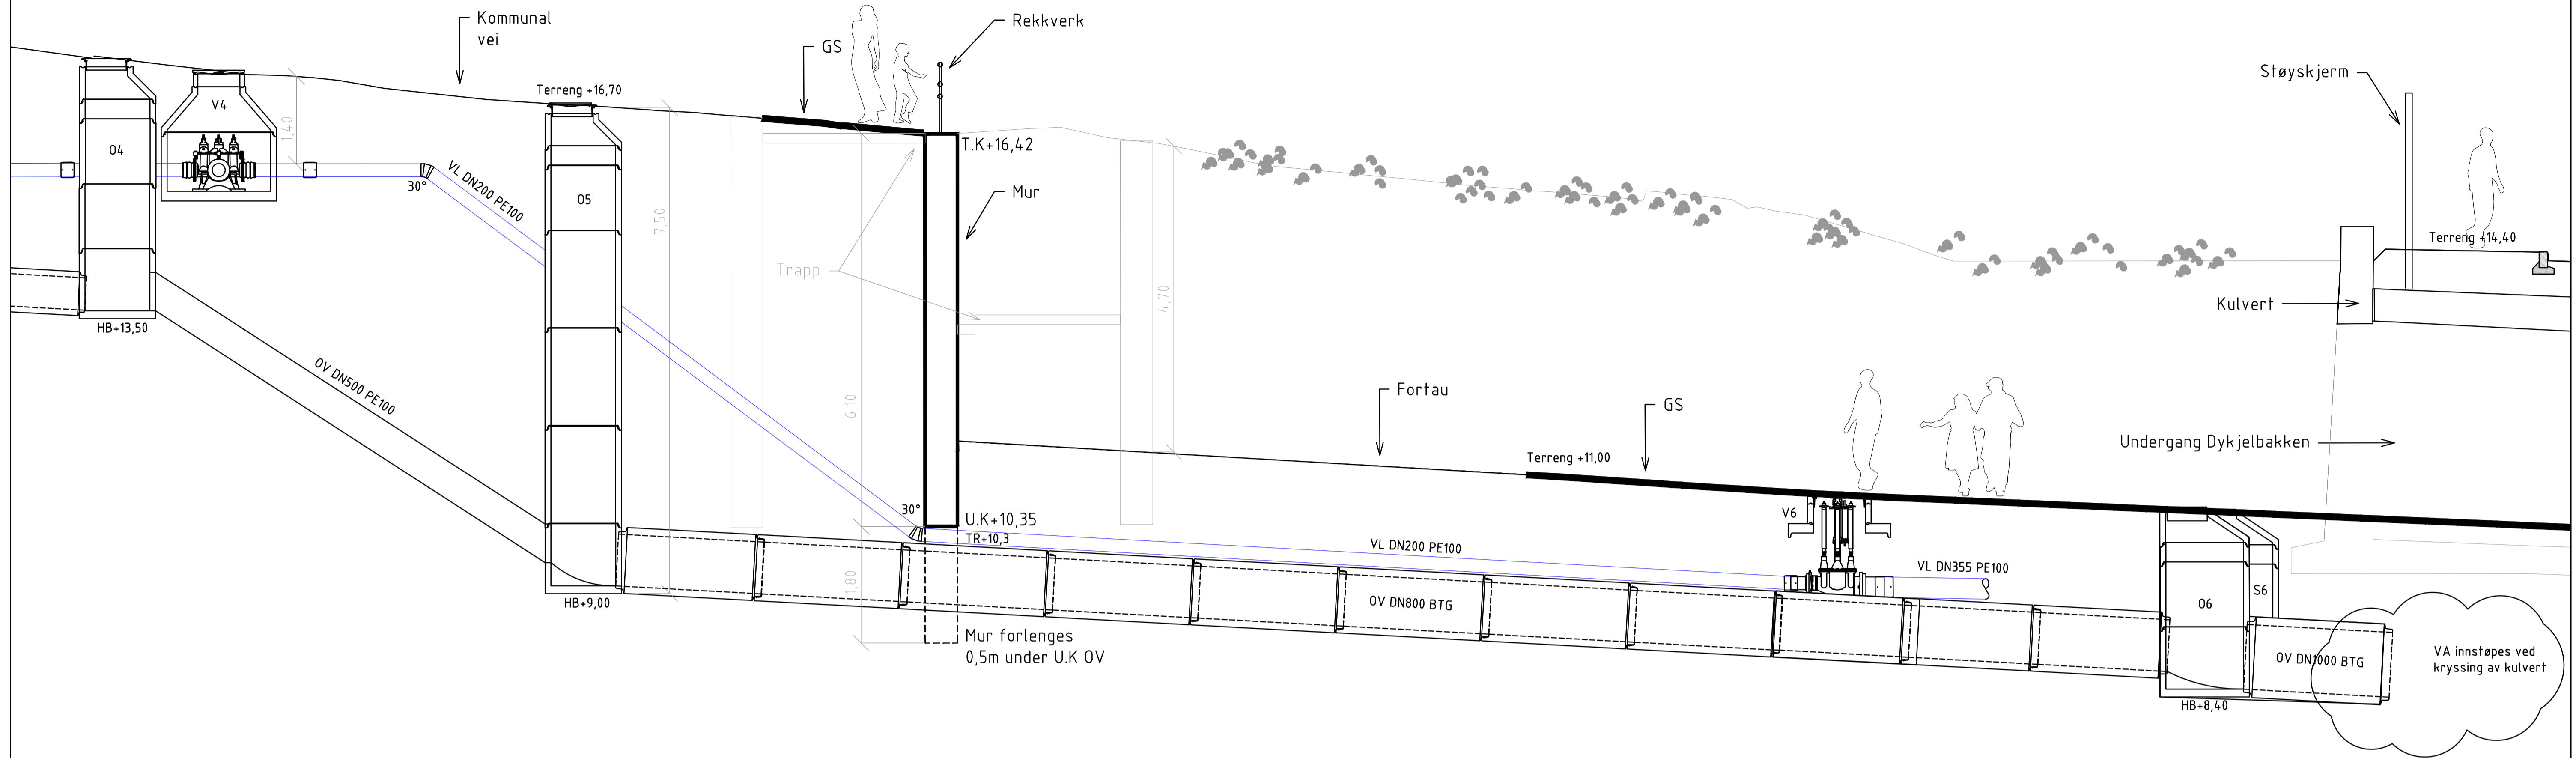 Kommunal
vei
GS
Rekkverk
Støyskjerm
V4
1,40
Terreng +16,70
O4
30°
VL DN200 PE100
O5
7,50
T.K+16,42
Mur
Trapp
4,70
Terreng +14,40
Kulvert
HB+13,50
OV DN500 PE100
6,10
Fortau
GS
Undergang Dykjelbakken
Terreng +11,00
30°
U.K+10,35
TR+10,3
V6
VL DN200 PE100
VL DN355 PE100
1,80
HB+9,00
OV DN800 BTG
O6
S6
Mur forlenges
0,5m under U.K OV
OV DN1000 BTG
VA innstøpes ved
kryssing av kulvert
HB+8,40